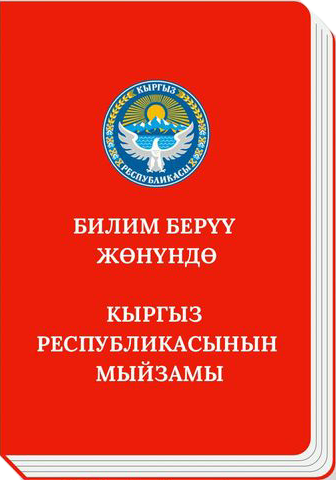 КЫРГЫЗ
РЕСПУБЛИКАСЫ
БИЛИМ БЕРҮҮ
ЖӨНҮНДӨ
КЫРГЫЗ
РЕСПУБЛИКАСЫНЫН
МЫЙЗАМЫ